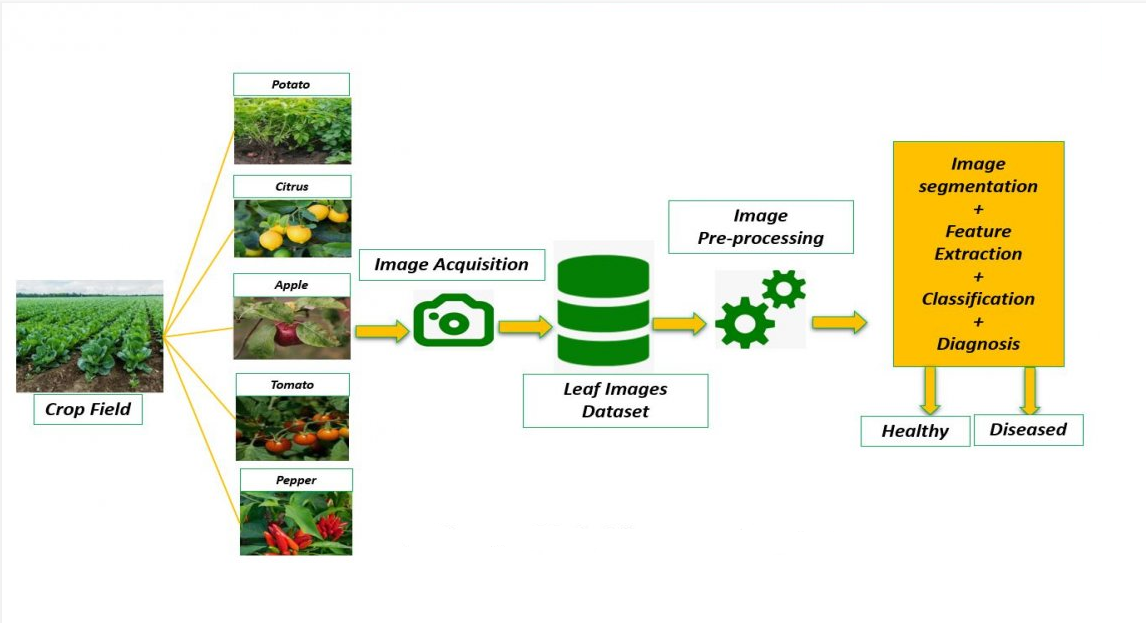 Potato
Citrus
Apple
Tomato
Pepper
Crop Field
Image Acquisition
Leaf Images
Dataset
Image
Pre-processing
Image
segmentation
+
Feature
Extraction
+
Classification
+
Diagnosis
Healthy
Diseased